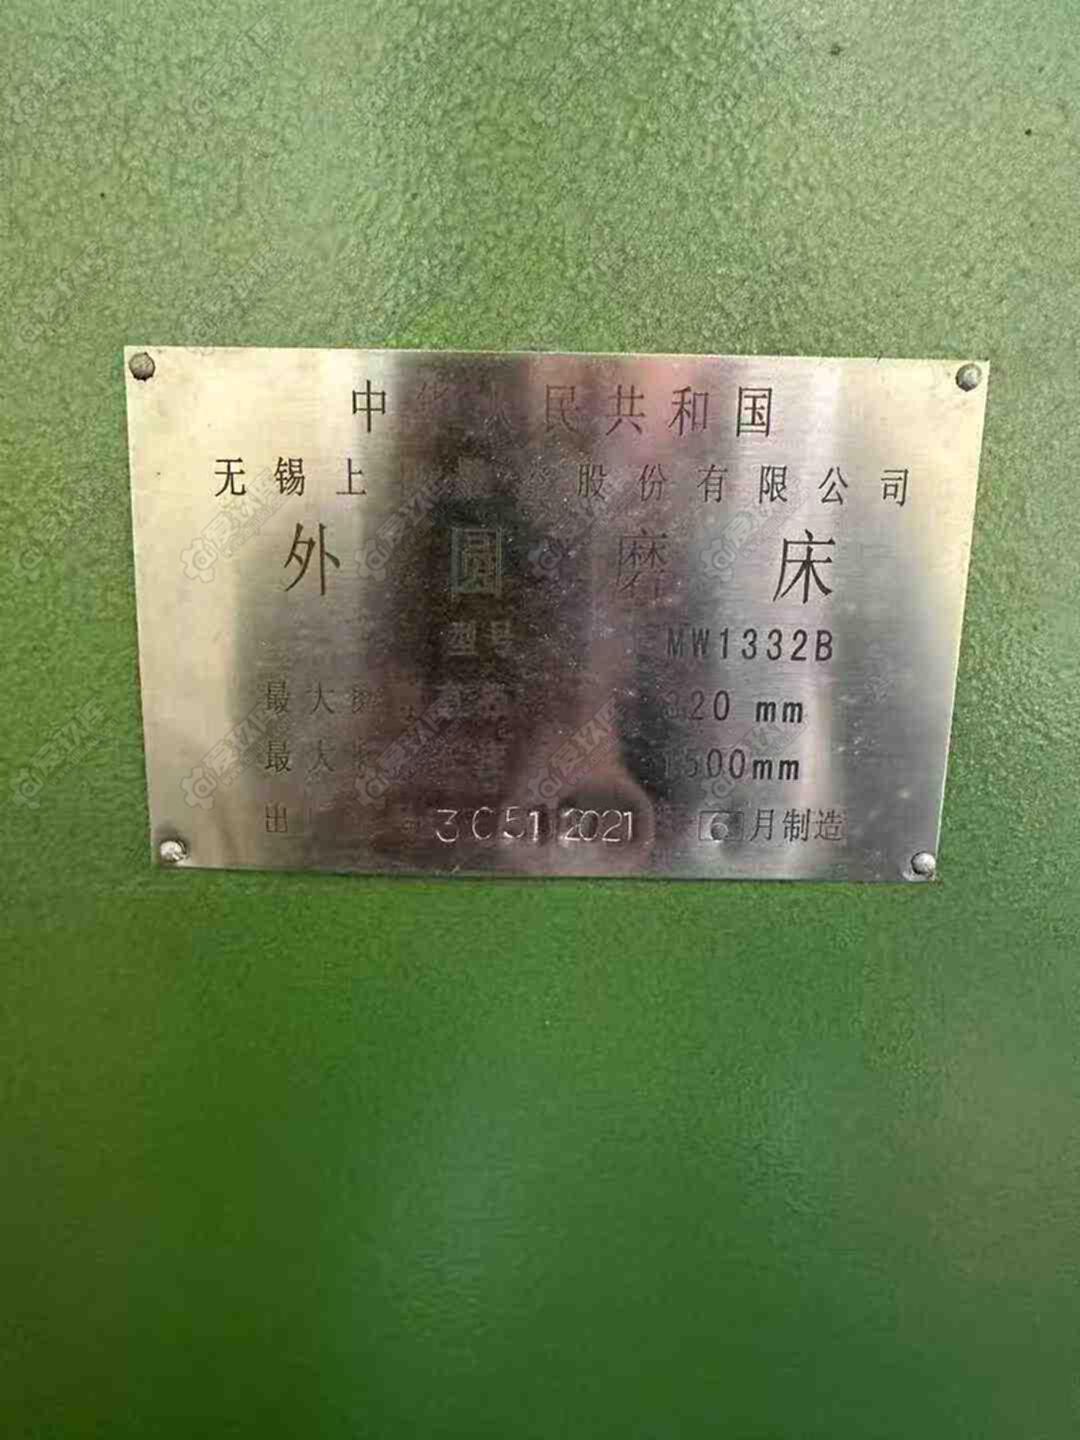 中华人民共和国
无锡上 股份有限公司
外圆磨床
型号 MW1332B
最大 320 mm
最大 1500mm
出 3C51 2021 6月制造